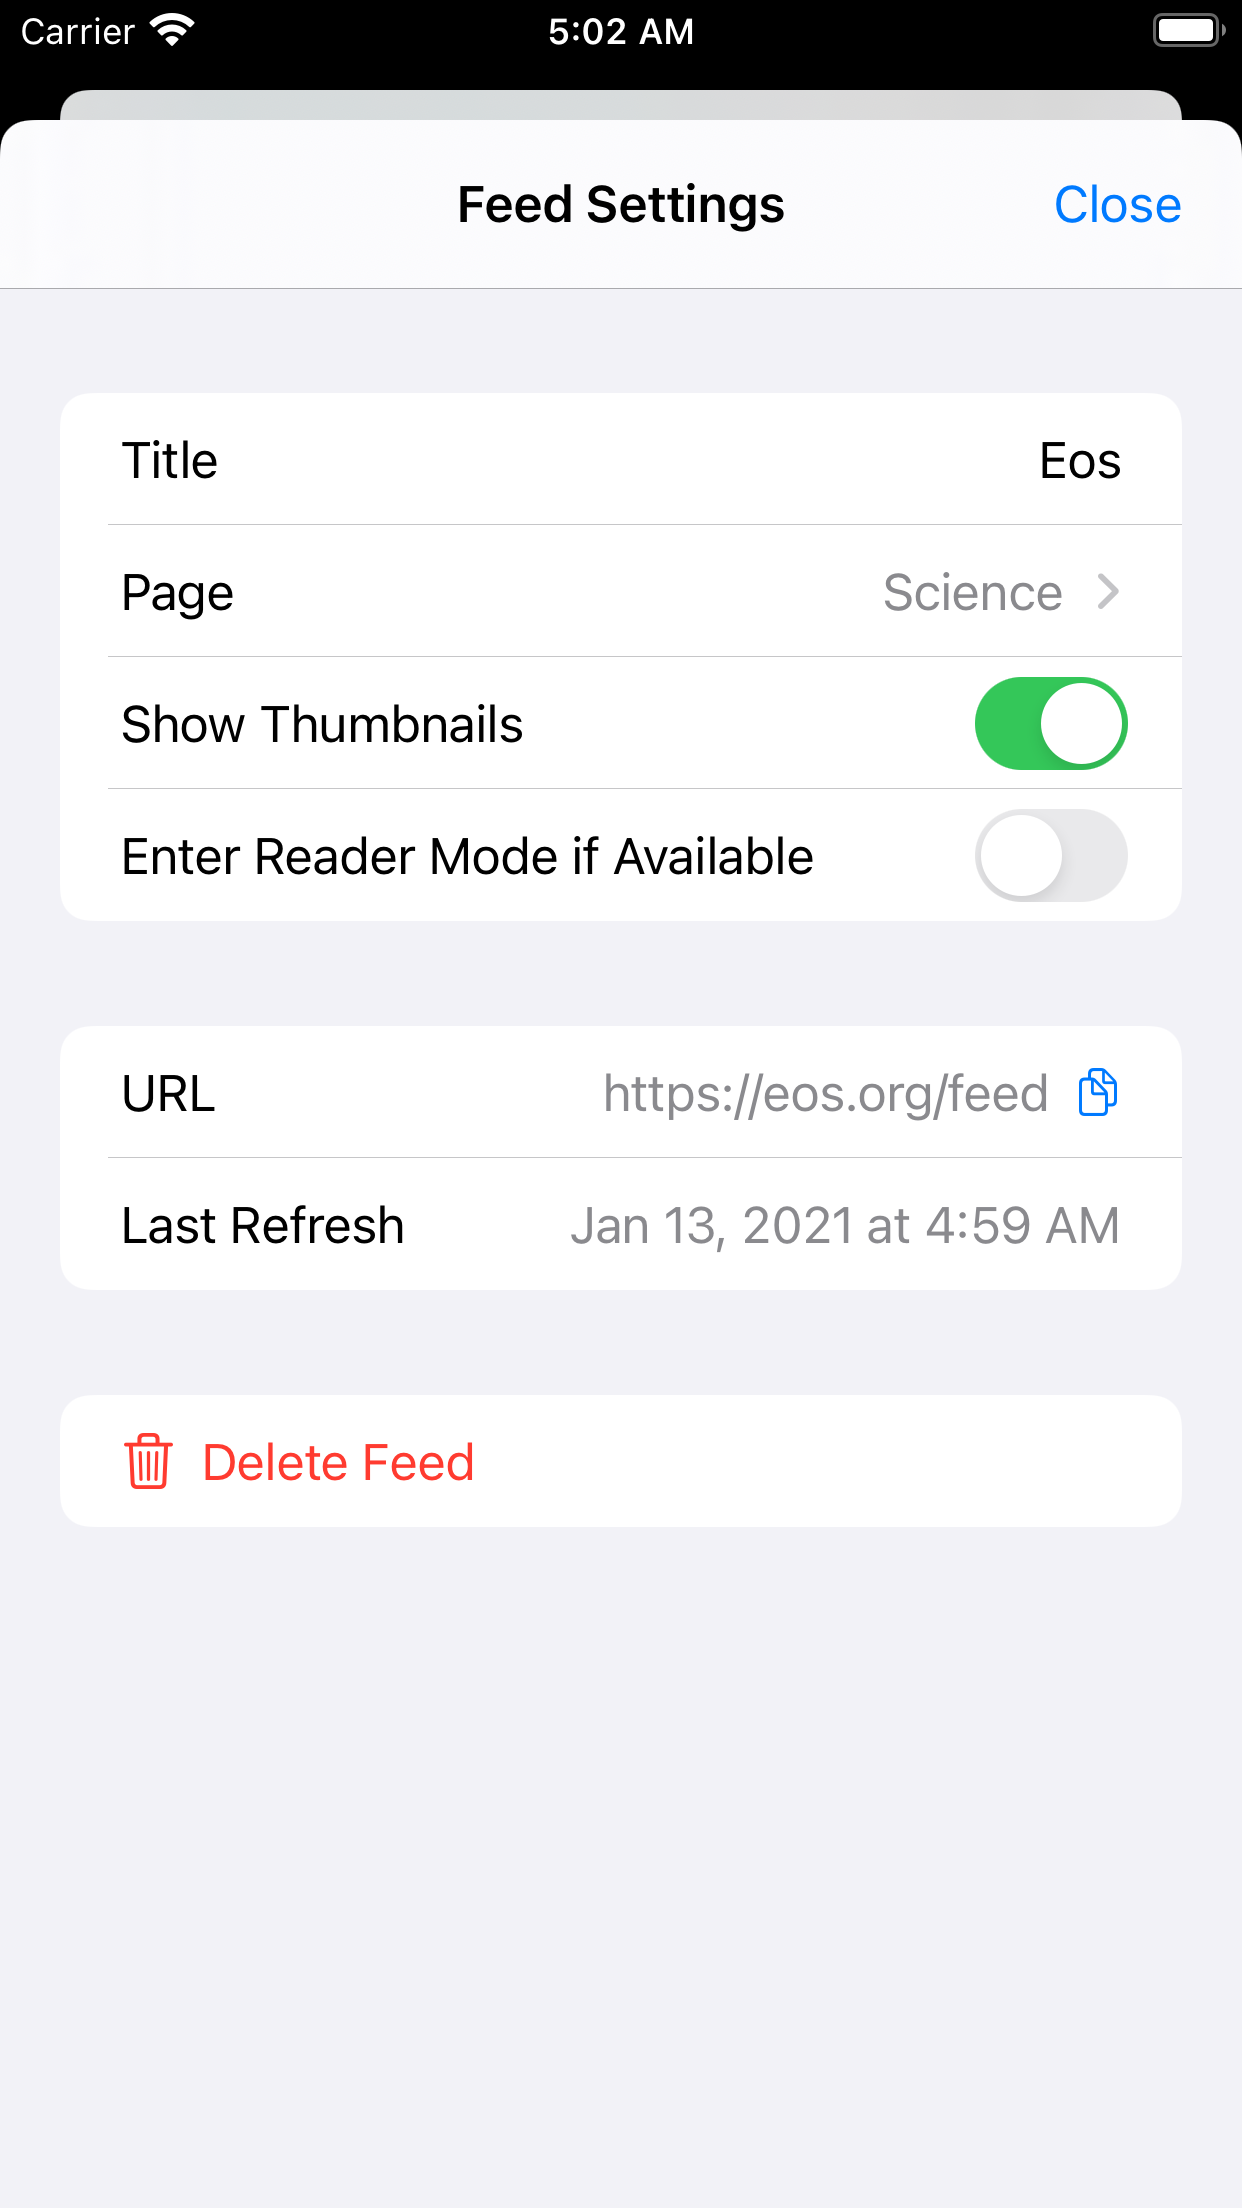 Carrier 5:02 AM
Feed Settings Close
Title Eos
Page Science
Show Thumbnails
Enter Reader Mode if Available
URL https://eos.org/feed
Last Refresh Jan 13, 2021 at 4:59 AM
Delete Feed